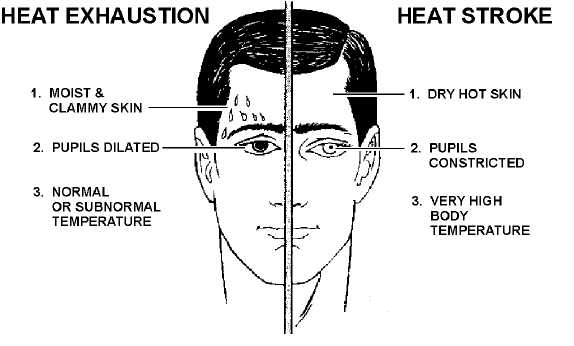 HEAT EXHAUSTION
1. MOIST &
CLAMMY SKIN
2. PUPILS DILATED
3. NORMAL
OR SUBNORMAL
TEMPERATURE
HEAT STROKE
1. DRY HOT SKIN
2. PUPILS
CONSTRICTED
3. VERY HIGH
BODY
TEMPERATURE